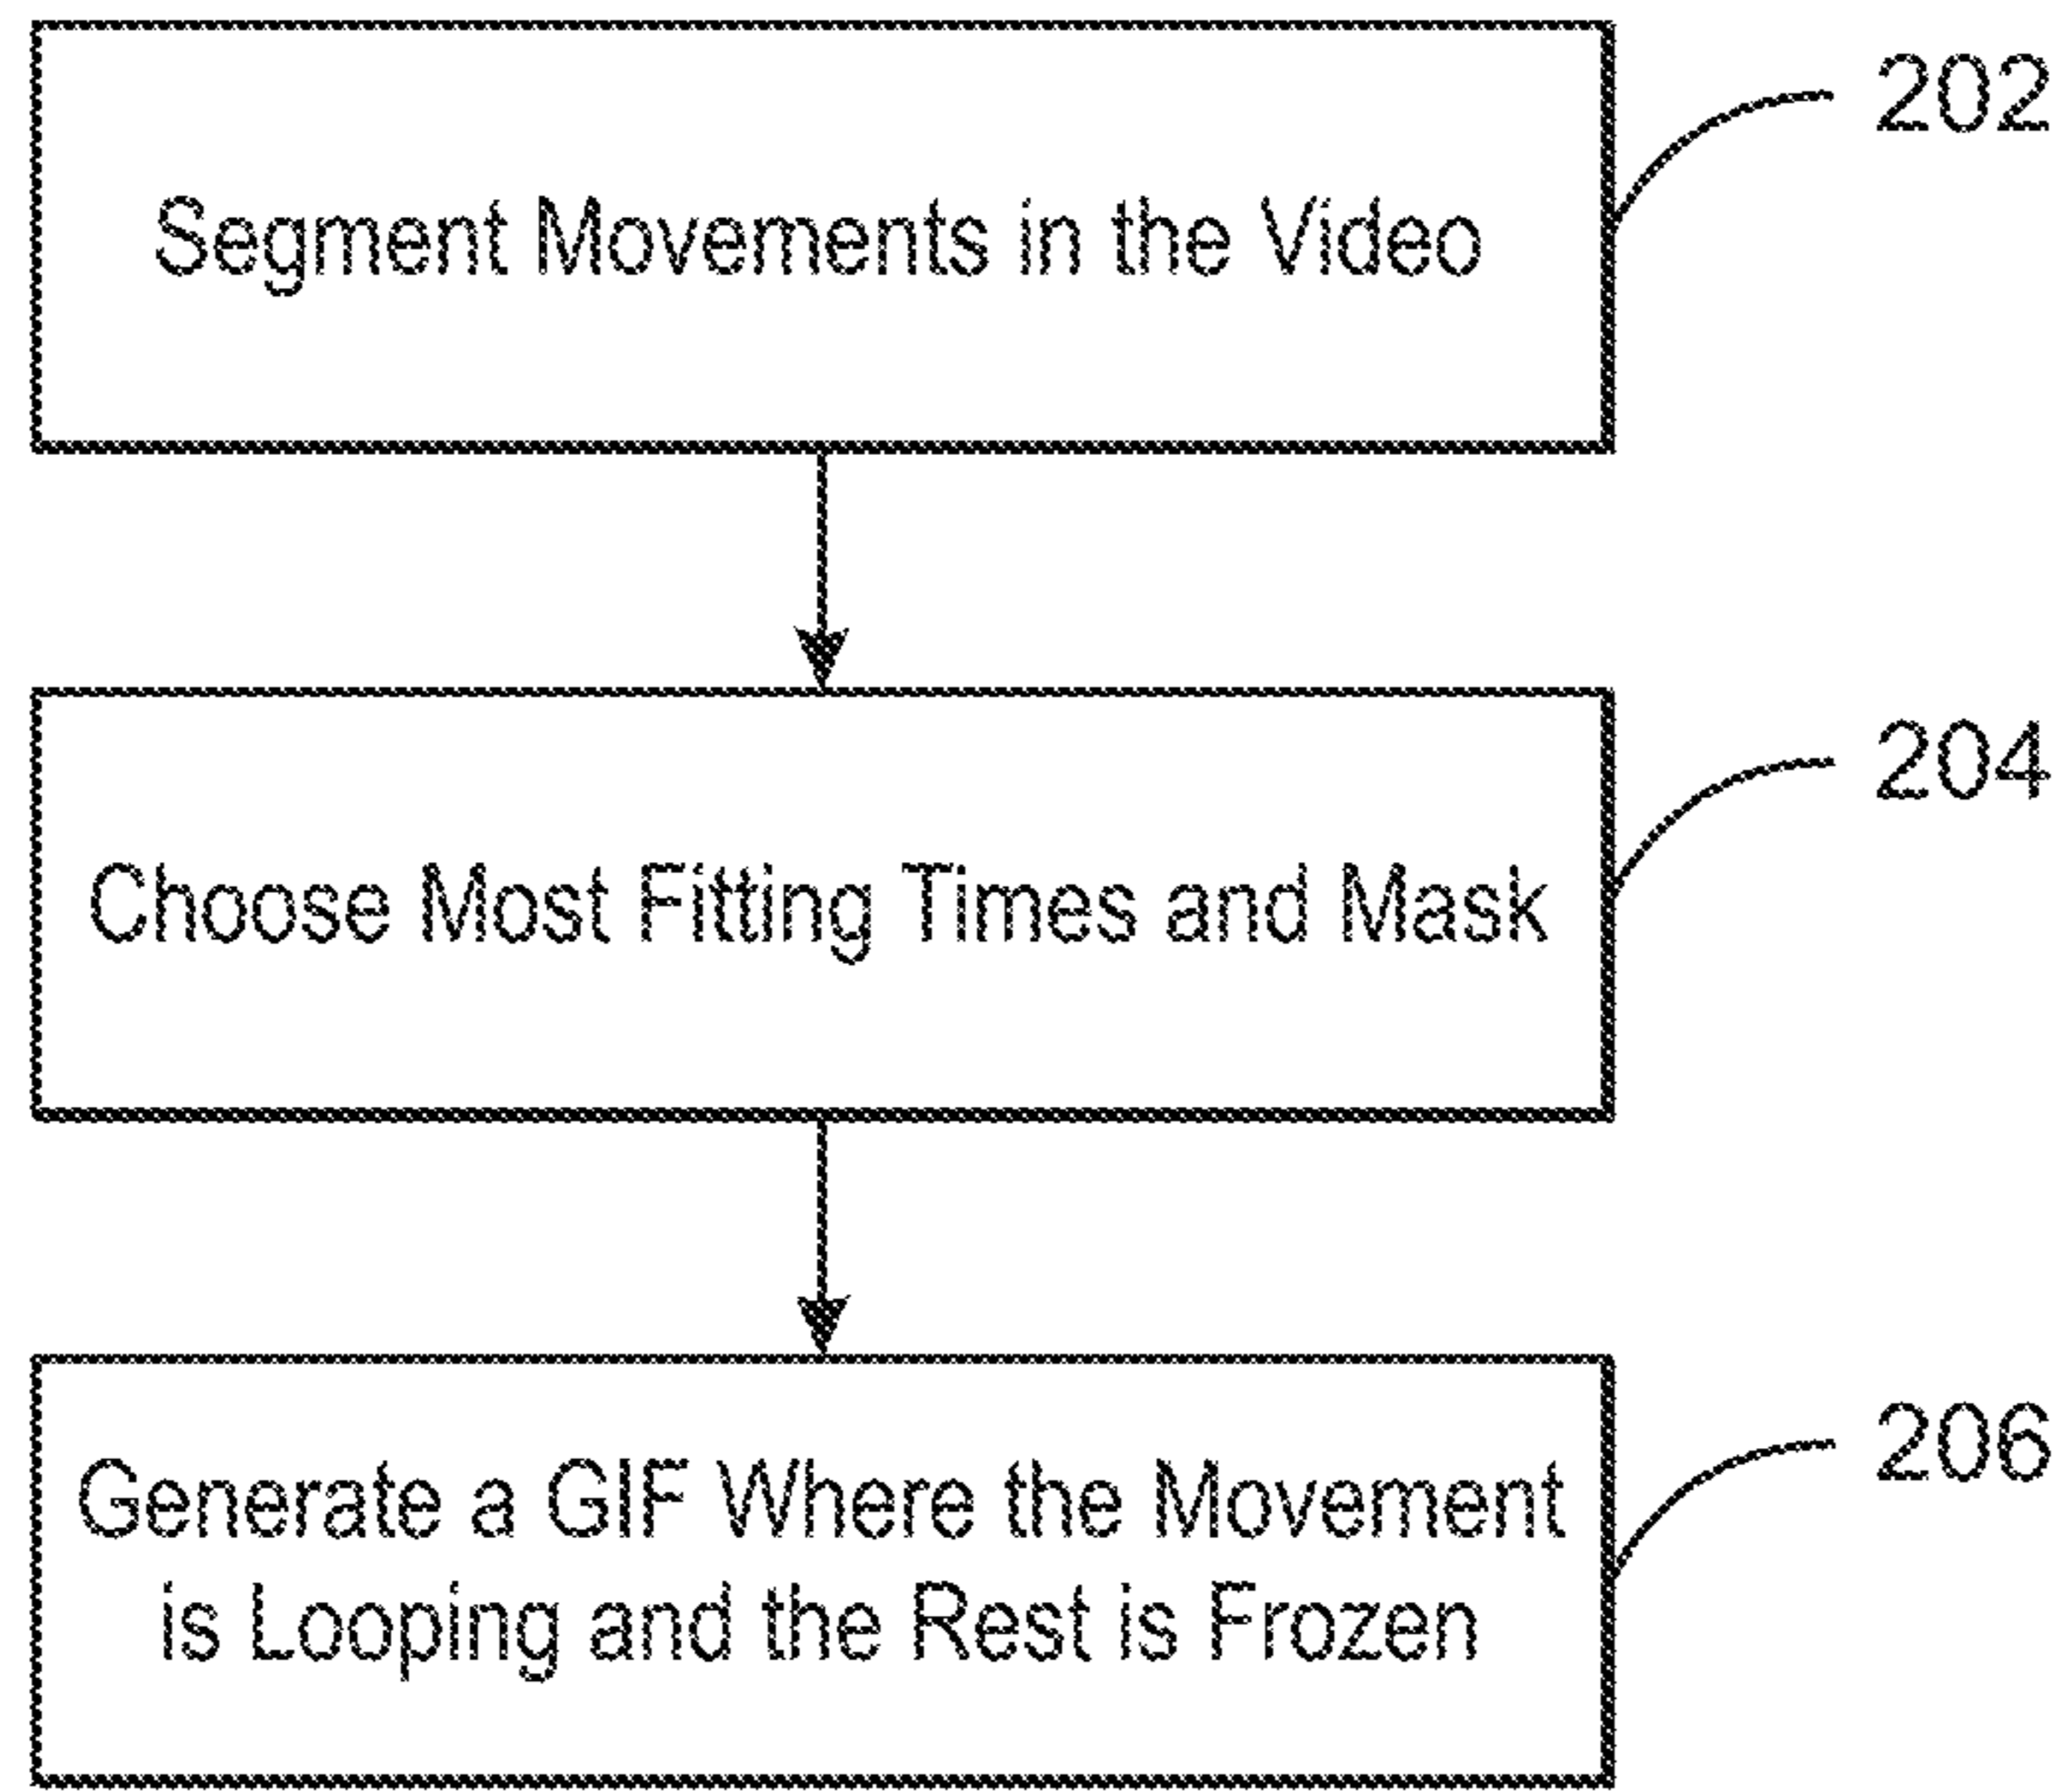 202
Segment Movements in the Video
204
Choose Most Fitting Times and Mask
206
Generate a GIF Where the Movement
is Looping and the Rest is Frozen